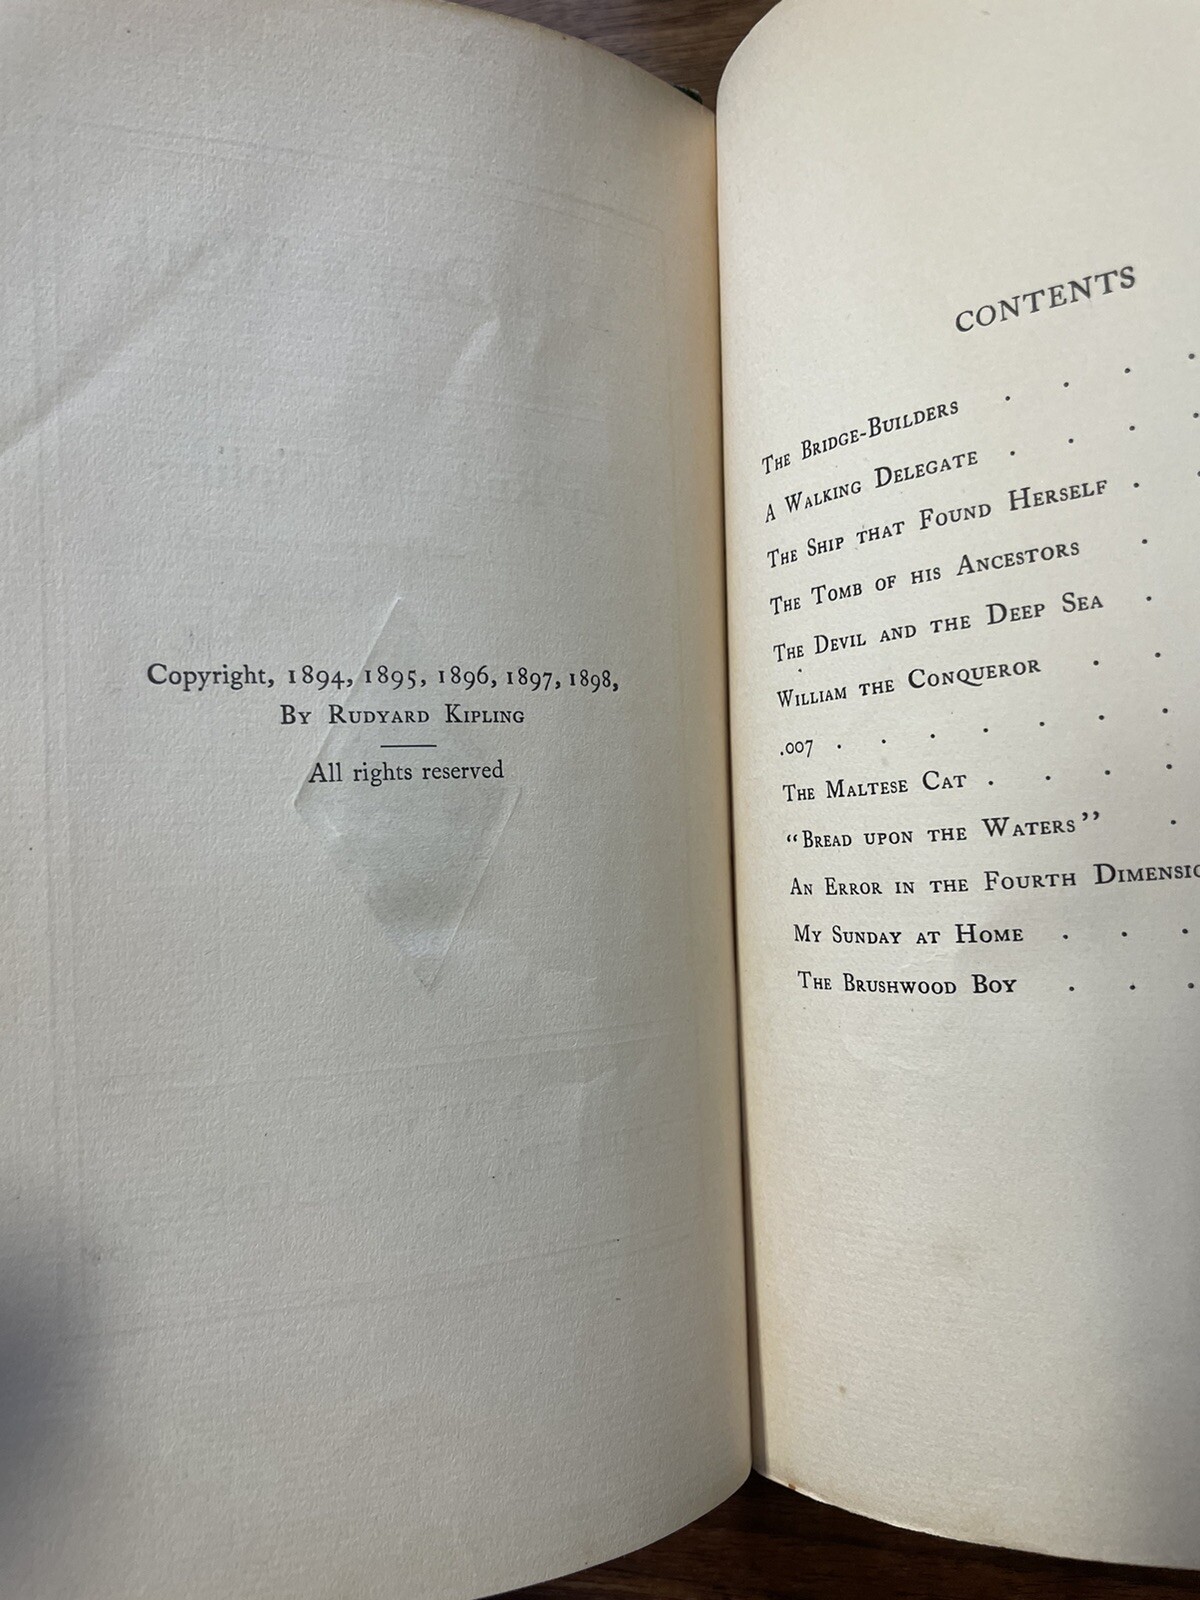 Copyright, 1894, 1895, 1896, 1897, 1898,
By Rudyard Kipling
All rights reserved
CONTENTS
The Bridge-Builders . . . .
A Walking Delegate . . . .
The Ship that Found Herself . .
The Tomb of his Ancestors .
The Devil and the Deep Sea .
William the Conqueror . .
.007 . . . . . .
The Maltese Cat . . . .
“Bread upon the Waters” .
An Error in the Fourth
My Sunday at Home . . .
The Brushwood Boy . . .